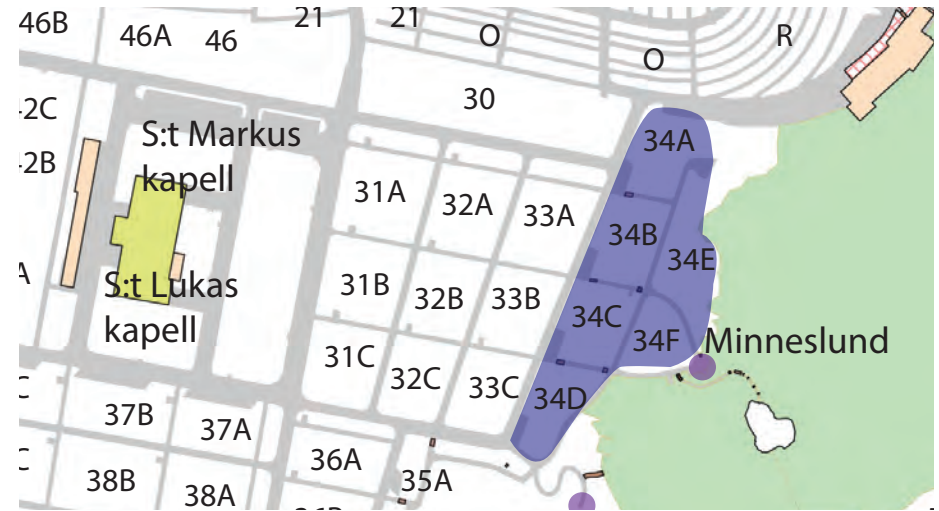 46B
46A
46
21
21
O
O
R
30
S:t Markus
kapell
S:t Lukas
kapell
31A
32A
33A
34A
34B
34E
31B
32B
33B
34C
34F
Minneslund
31C
32C
33C
34D
37B
37A
38B
38A
36A
35A